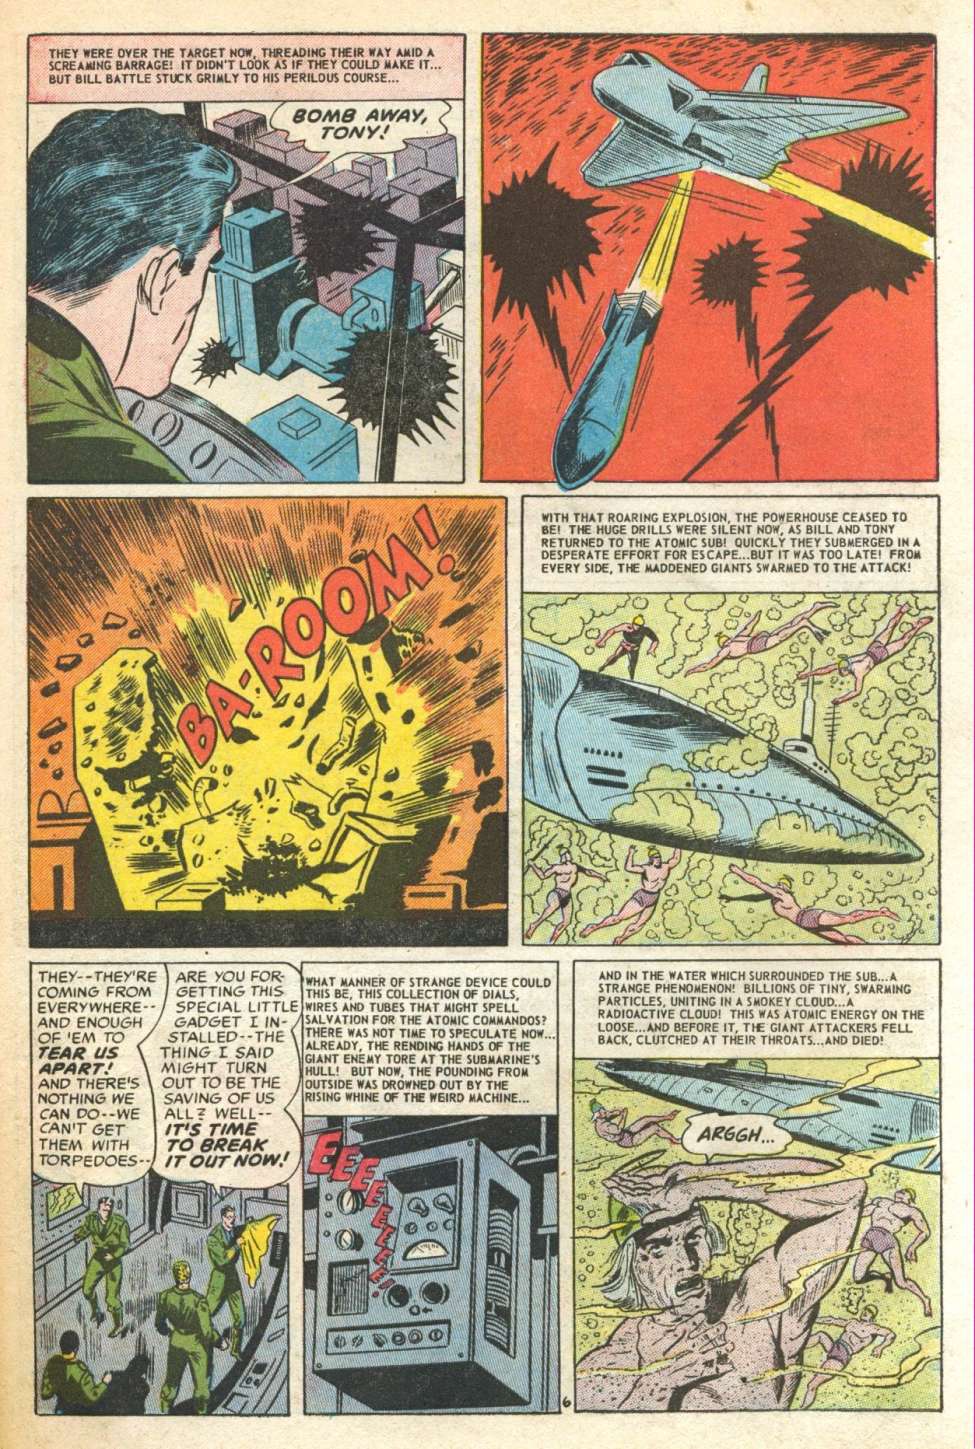 THEY WERE OVER THE TARGET NOW, THREADING THEIR WAY AMID A
SCREAMING BARRAGE! IT DIDN'T LOOK AS IF THEY COULD MAKE IT...
BUT BILL BATTLE STUCK GRIMLY TO HIS PERILOUS COURSE...
BOMB AWAY,
TONY!
BA-ROOM!
WITH THAT ROARING EXPLOSION, THE POWERHOUSE CEASED TO
BE! THE HUGE DRILLS WERE SILENT NOW, AS BILL AND TONY
RETURNED TO THE ATOMIC SUB! QUICKLY THEY SUBMERGED IN A
DESPERATE EFFORT FOR ESCAPE...BUT IT WAS TOO LATE! FROM
EVERY SIDE, THE MADDENED GIANTS SWARMED TO THE ATTACK!
THEY--THEY'RE
COMING FROM
EVERYWHERE--
AND ENOUGH
OF 'EM TO
TEAR US
APART!
AND THERE'S
NOTHING WE
CAN DO--WE
CAN'T GET
THEM WITH
TORPEDOES--
ARE YOU FOR-
GETTING THIS
SPECIAL LITTLE
GADGET I IN-
STALLED--THE
THING I SAID
MIGHT TURN
OUT TO BE THE
SAVING OF US
ALL? WELL--
IT'S TIME
TO BREAK
IT OUT NOW!
WHAT MANNER OF STRANGE DEVICE COULD
THIS BE, THIS COLLECTION OF DIALS,
WIRES AND TUBES THAT MIGHT SPELL
SALVATION FOR THE ATOMIC COMMANDOS?
THERE WAS NOT TIME TO SPECULATE NOW...
ALREADY, THE RENDING HANDS OF THE
GIANT ENEMY TORE AT THE SUBMARINE'S
HULL! BUT NOW, THE POUNDING FROM
OUTSIDE WAS DROWNED OUT BY THE
RISING WHINE OF THE WEIRD MACHINE...
EEEEEEEEE!
AND IN THE WATER WHICH SURROUNDED THE SUB...A
STRANGE PHENOMENON! BILLIONS OF TINY, SWARMING
PARTICLES, UNITING IN A SMOKEY CLOUD...A
RADIOACTIVE CLOUD! THIS WAS ATOMIC ENERGY ON THE
LOOSE...AND BEFORE IT, THE GIANT ATTACKERS FELL
BACK, CLUTCHED AT THEIR THROATS...AND DIED!
ARGGH...
6